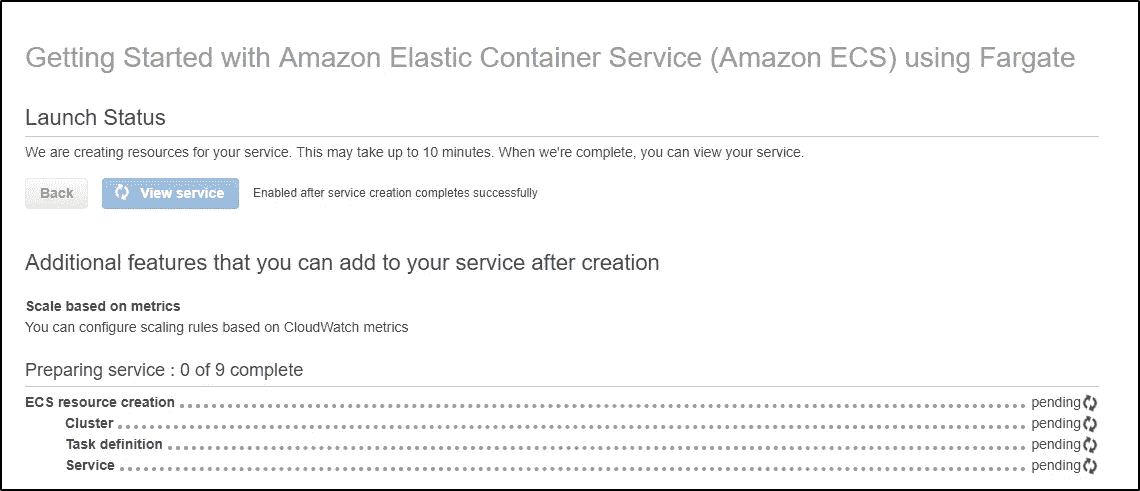 Getting Started with Amazon Elastic Container Service (Amazon ECS) using Fargate
Launch Status
We are creating resources for your service. This may take up to 10 minutes. When we're complete, you can view your service.
Back View service Enabled after service creation completes successfully
Additional features that you can add to your service after creation
Scale based on metrics
You can configure scaling rules based on CloudWatch metrics
Preparing service : 0 of 9 complete
ECS resource creation pending
Cluster pending
Task definition pending
Service pending